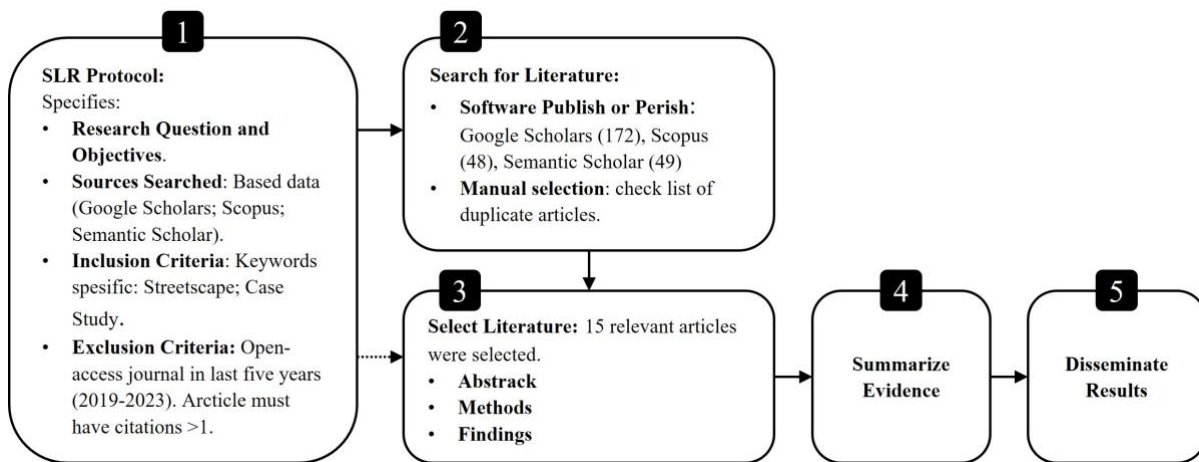 1
SLR Protocol:
Specifies:
• Research Question and
Objectives.
• Sources Searched: Based data
(Google Scholars; Scopus;
Semantic Scholar).
• Inclusion Criteria: Keywords
spesific: Streetscape; Case
Study.
• Exclusion Criteria: Open-
access journal in last five years
(2019-2023). Arcticle must
have citations >1.
2
Search for Literature:
• Software Publish or Perish:
Google Scholars (172), Scopus
(48), Semantic Scholar (49)
• Manual selection: check list of
duplicate articles.
3
Select Literature: 15 relevant articles
were selected.
• Abstrack
• Methods
• Findings
4
Summarize
Evidence
5
Disseminate
Results